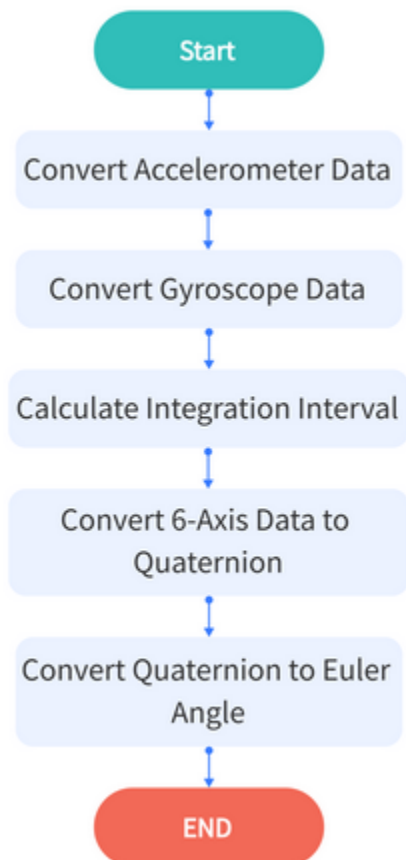 Start
Convert Accelerometer Data
Convert Gyroscope Data
Calculate Integration Interval
Convert 6-Axis Data to
Quaternion
Convert Quaternion to Euler
Angle
END